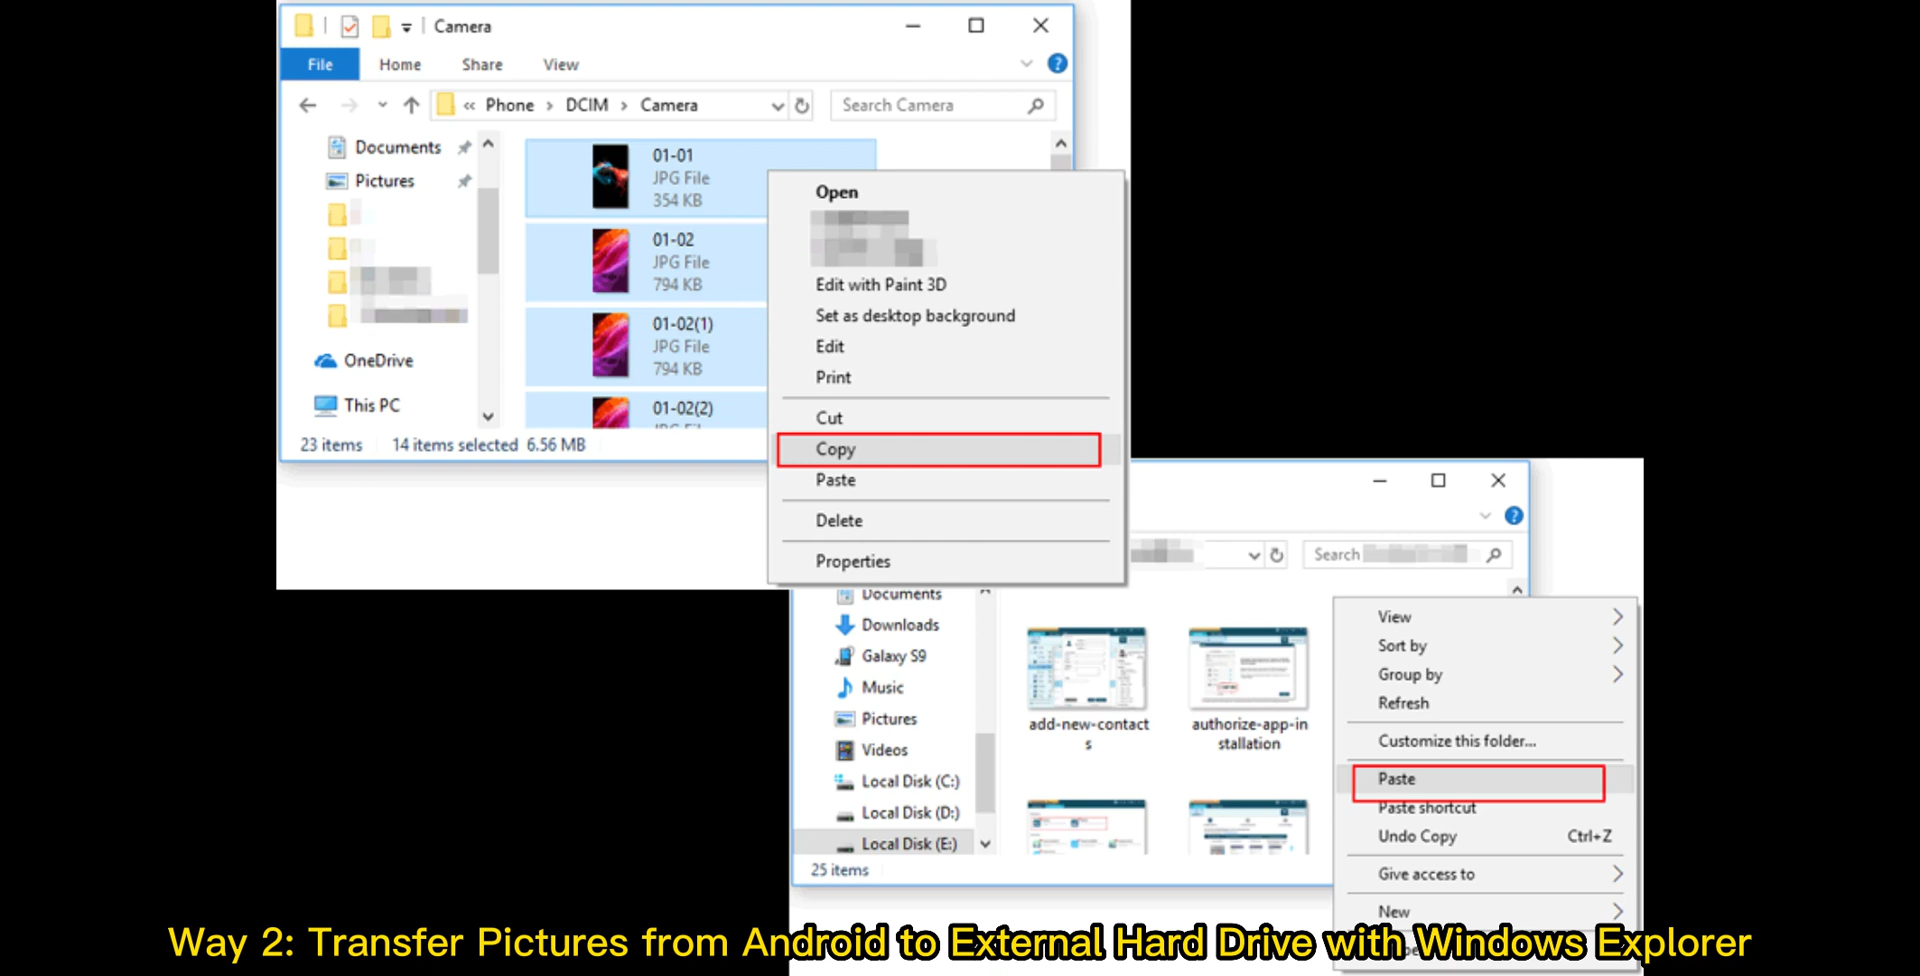 Camera
File Home Share View
« Phone › DCIM › Camera
Search Camera
Documents
Pictures
OneDrive
This PC
01-01
JPG File
354 KB
01-02
JPG File
794 KB
01-02(1)
JPG File
794 KB
01-02(2)
23 items 14 items selected 6.56 MB
Open
Edit with Paint 3D
Set as desktop background
Edit
Print
Cut
Copy
Paste
Delete
Properties
Search
Documents
Downloads
Galaxy S9
Music
Pictures
Videos
Local Disk (C:)
Local Disk (D:)
Local Disk (E:)
25 items
add-new-contact
s
authorize-app-in
stallation
View
Sort by
Group by
Refresh
Customize this folder...
Paste
Paste shortcut
Undo Copy Ctrl+Z
Give access to
New
Way 2: Transfer Pictures from Android to External Hard Drive with Windows Explorer